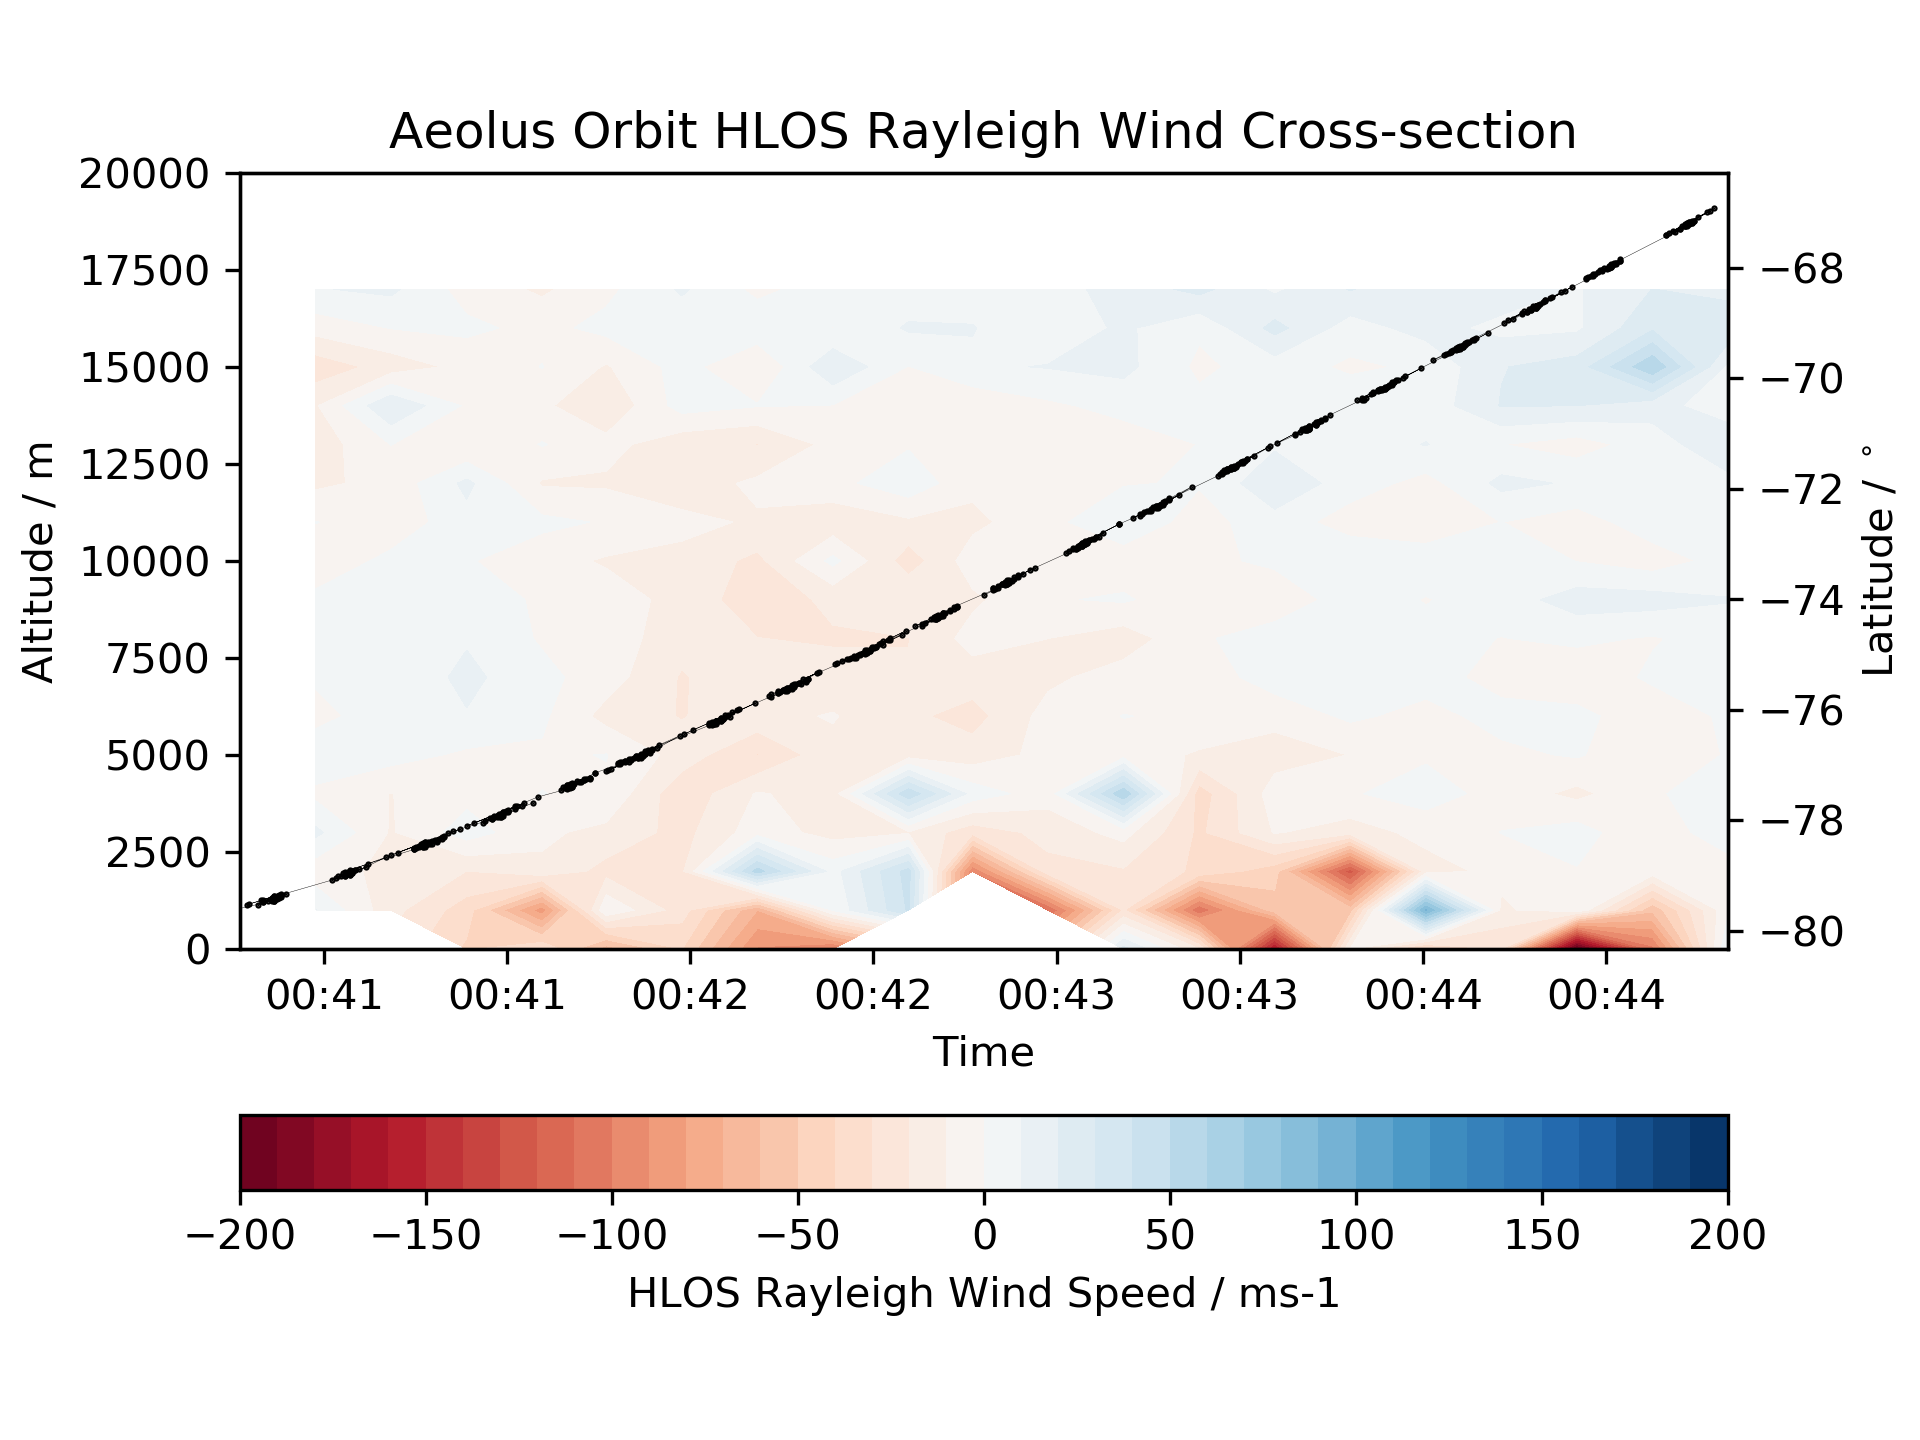 Aeolus Orbit HLOS Rayleigh Wind Cross-section
20000
17500
15000
12500
10000
7500
5000
2500
0
Altitude / m
−68
−70
−72
−74
−76
−78
−80
Latitude / °
00:41 00:41 00:42 00:42 00:43 00:43 00:44 00:44
Time
−200 −150 −100 −50 0 50 100 150 200
HLOS Rayleigh Wind Speed / ms-1